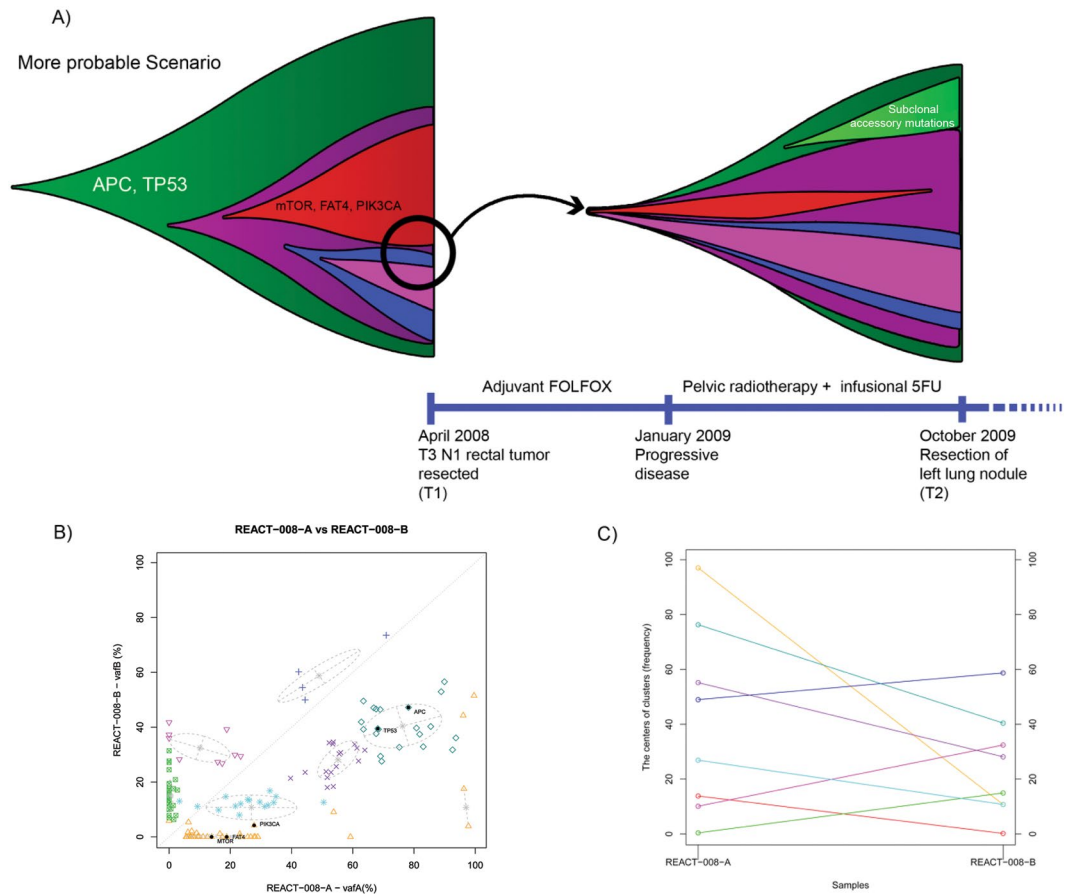 A)
More probable Scenario
APC, TP53
mTOR, FAT4, PIK3CA
Subclonal
accessory mutations
Adjuvant FOLFOX
Pelvic radiotherapy + infusional 5FU
April 2008
T3 N1 rectal tumor
resected
(T1)
January 2009
Progressive
disease
October 2009
Resection of
left lung nodule
(T2)
B)
REACT−008−A vs REACT−008−B
REACT−008−B − vafB (%)
100
80
60
40
20
0
APC
TP53
PIK3CA
FAT4
MTOR
0 20 40 60 80 100
REACT−008−A − vafA(%)
C)
The centers of clusters (frequency)
100 100
80 80
60 60
40 40
20 20
0 0
REACT−008−A REACT−008−B
Samples